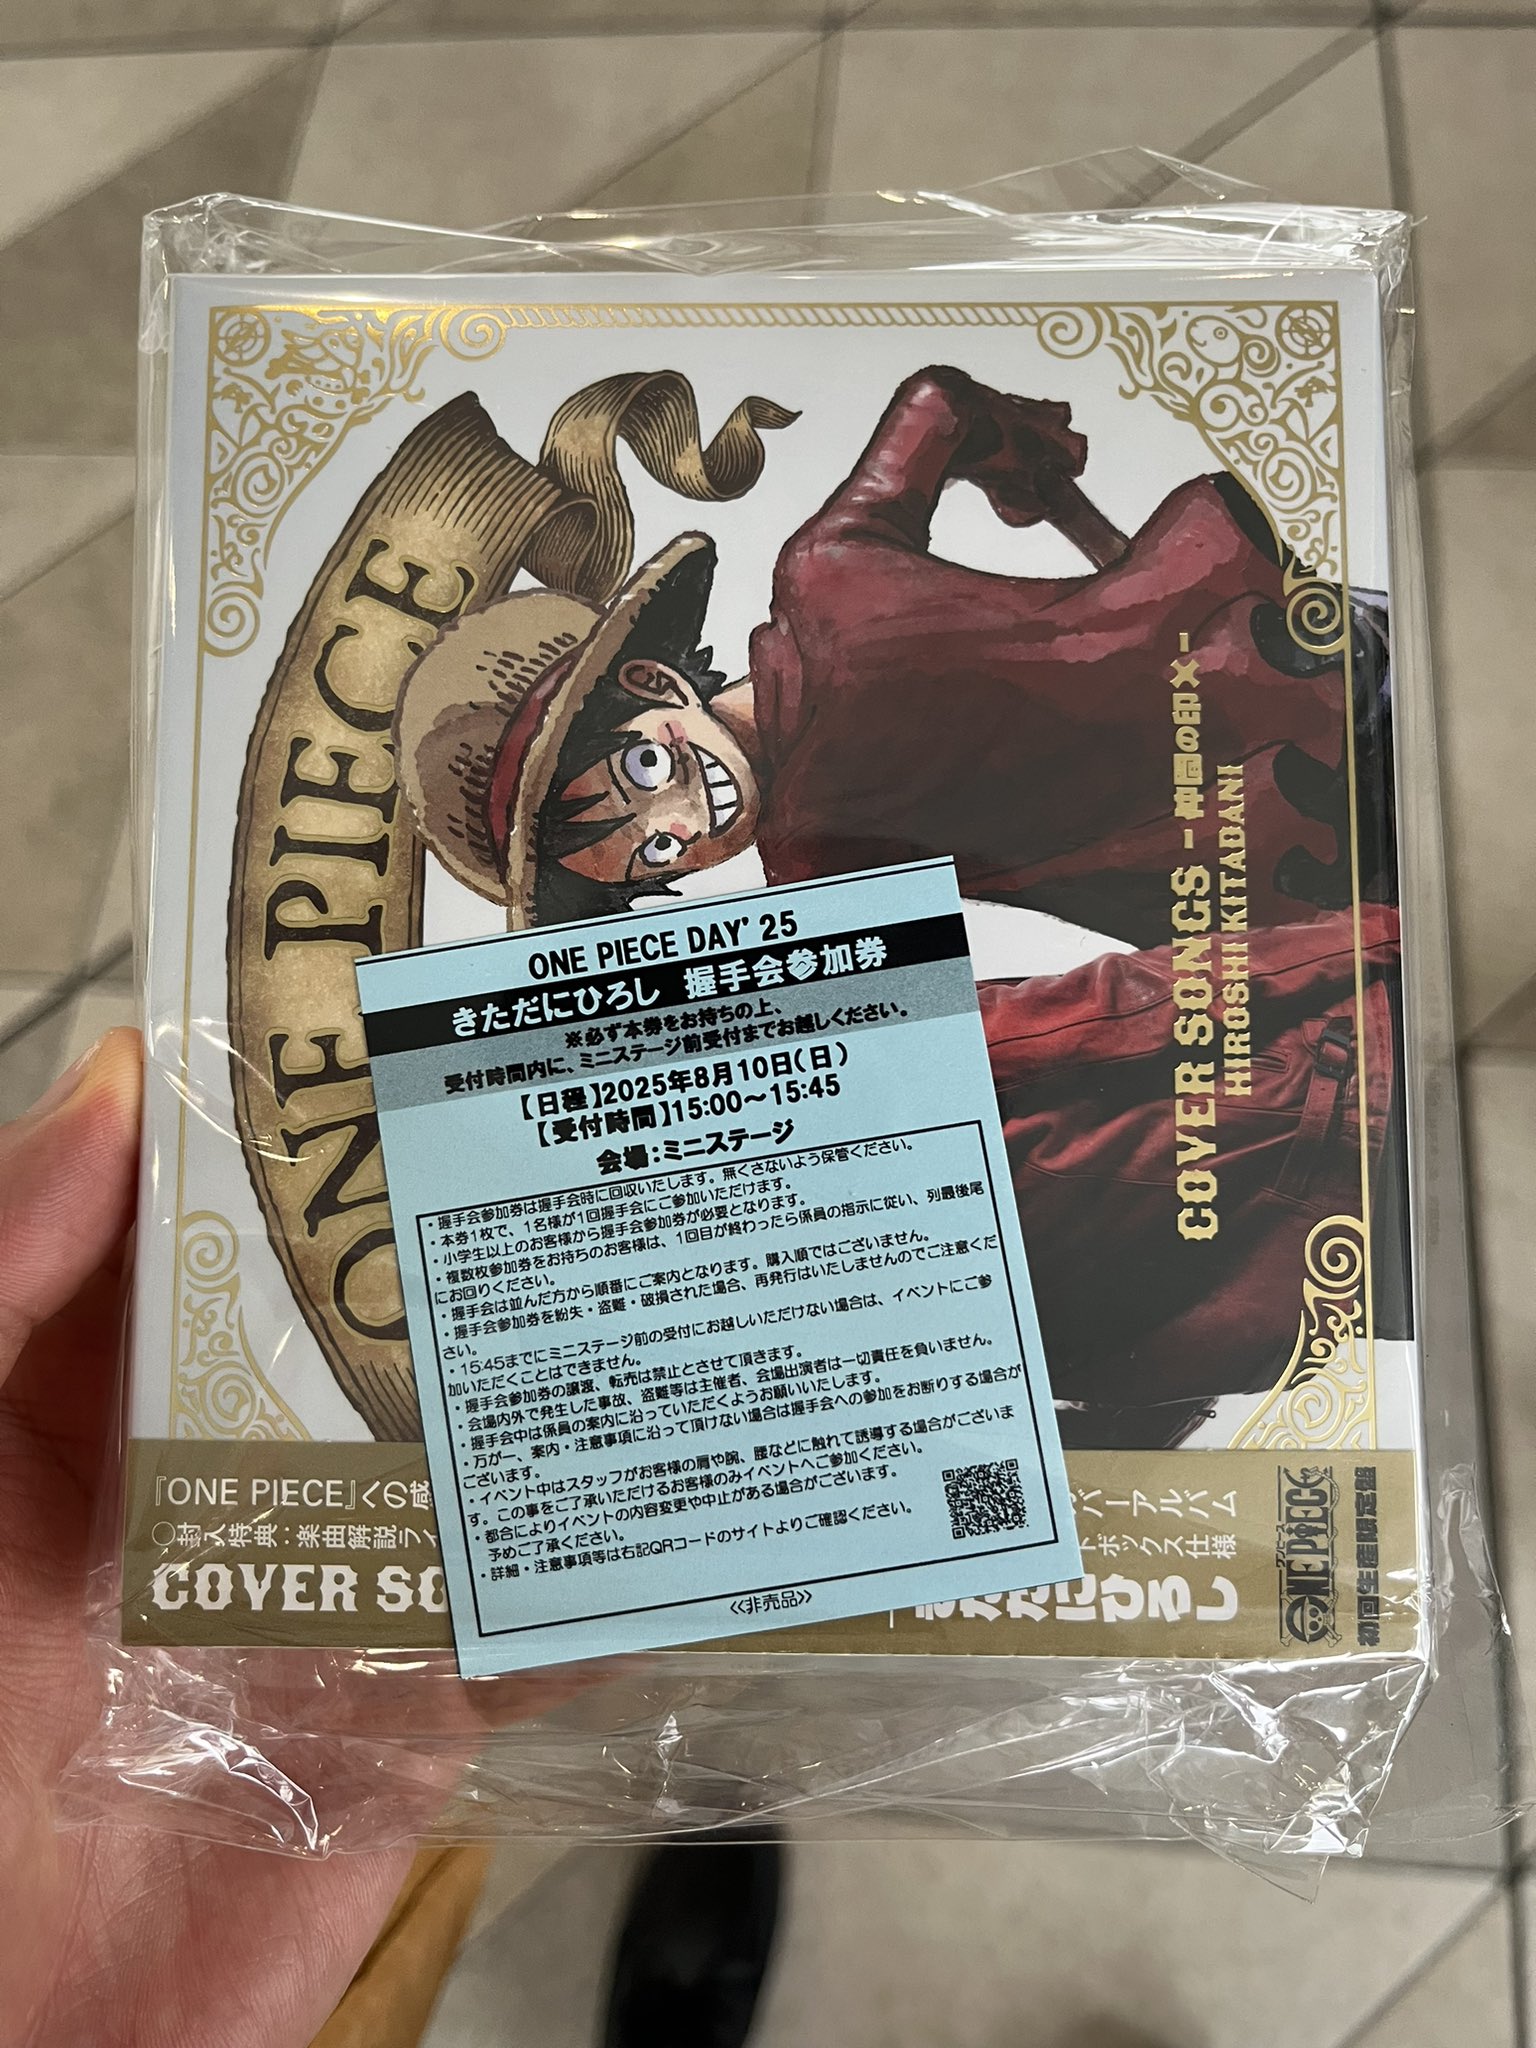 ONE PIECE
COVER SONGS -仲間の印×-
HIROSHI KITADANI
ONE PIECE DAY' 25
きただにひろし 握手会参加券
※必ず本券をお持ちの上、
受付時間内に、ミニステージ前受付までお越しください。
【日程】2025年8月10日(日)
【受付時間】15:00～15:45
会場:ミニステージ
・握手会参加券は握手会時に回収いたします。無くさないよう保管ください。
・本券1枚で、1名様が1回握手会にご参加いただけます。
・小学生以上のお客様から握手会参加券が必要となります。
・複数枚参加券をお持ちのお客様は、1回目が終わったら係員の指示に従い、列最後尾
にお回りください。
・握手会は並んだ方から順番にご案内となります。購入順ではございません。
・握手会参加券を紛失・盗難・破損された場合、再発行はいたしませんのでご注意くだ
さい。
・15:45までにミニステージ前の受付にお越しいただけない場合は、イベントにご参
加いただくことはできません。
・握手会参加券の譲渡、転売は禁止とさせて頂きます。
・会場内外で発生した事故、盗難等は主催者、会場出演者は一切責任を負いません。
・握手会中は係員の案内に沿っていただくようお願いいたします。
・万が一、案内・注意事項に沿って頂けない場合は握手会への参加をお断りする場合が
ございます。
・イベント中はスタッフがお客様の肩や腕、腰などに触れて誘導する場合がございま
す。この事をご了承いただけるお客様のみイベントへご参加ください。
・都合によりイベントの内容変更や中止がある場合がございます。
予めご了承ください。
・詳細・注意事項等は右記QRコードのサイトよりご確認ください。
≪非売品≫
『ONE PIECE』への感
バーアルバム
○封入特典:楽曲解説ライ
ドボックス仕様
COVER SO
きただにひろし
ワンピース
ONE PIECE
初回生産限定盤